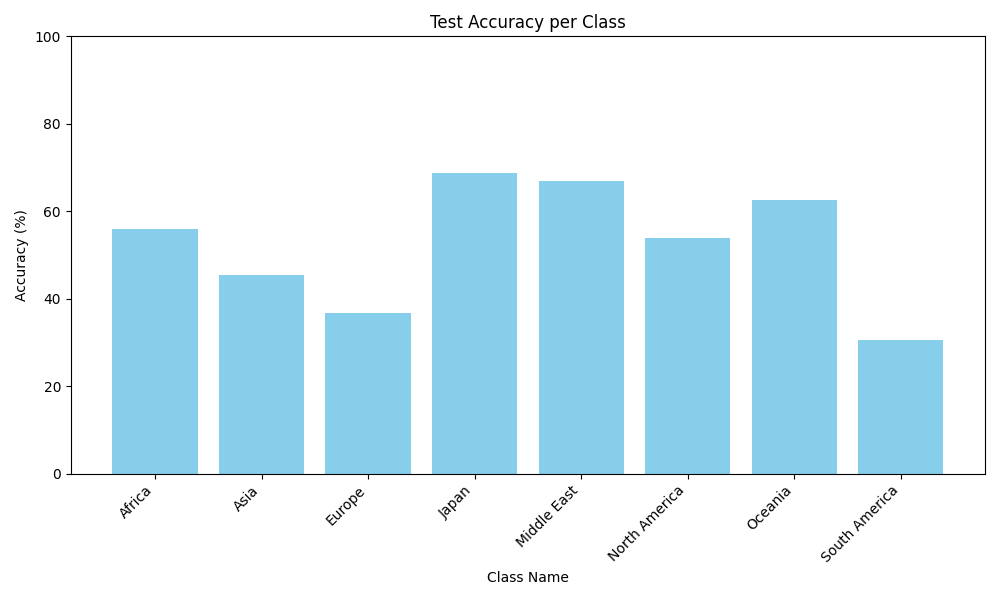 Test Accuracy per Class
Accuracy (%)
100
80
60
40
20
0
Africa
Asia
Europe
Japan
Middle East
North America
Oceania
South America
Class Name